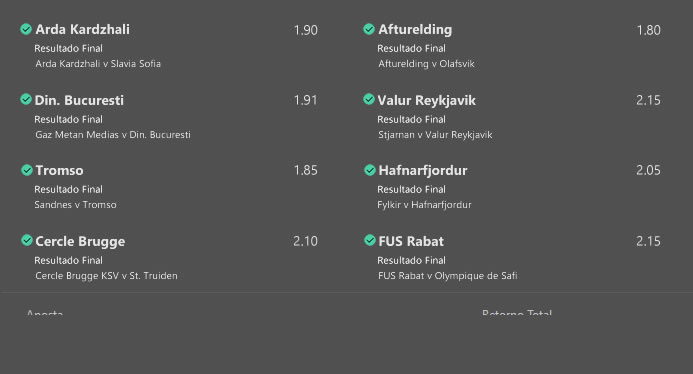 Arda Kardzhali 1.90
Resultado Final
Arda Kardzhali v Slavia Sofia
Din. Bucuresti 1.91
Resultado Final
Gaz Metan Medias v Din. Bucuresti
Tromso 1.85
Resultado Final
Sandnes v Tromso
Cercle Brugge 2.10
Resultado Final
Cercle Brugge KSV v St. Truiden
Afturelding 1.80
Resultado Final
Afturelding v Olafsvik
Valur Reykjavik 2.15
Resultado Final
Stjarnan v Valur Reykjavik
Hafnarfjordur 2.05
Resultado Final
Fylkir v Hafnarfjordur
FUS Rabat 2.15
Resultado Final
FUS Rabat v Olympique de Safi
Aposta Retorno Total